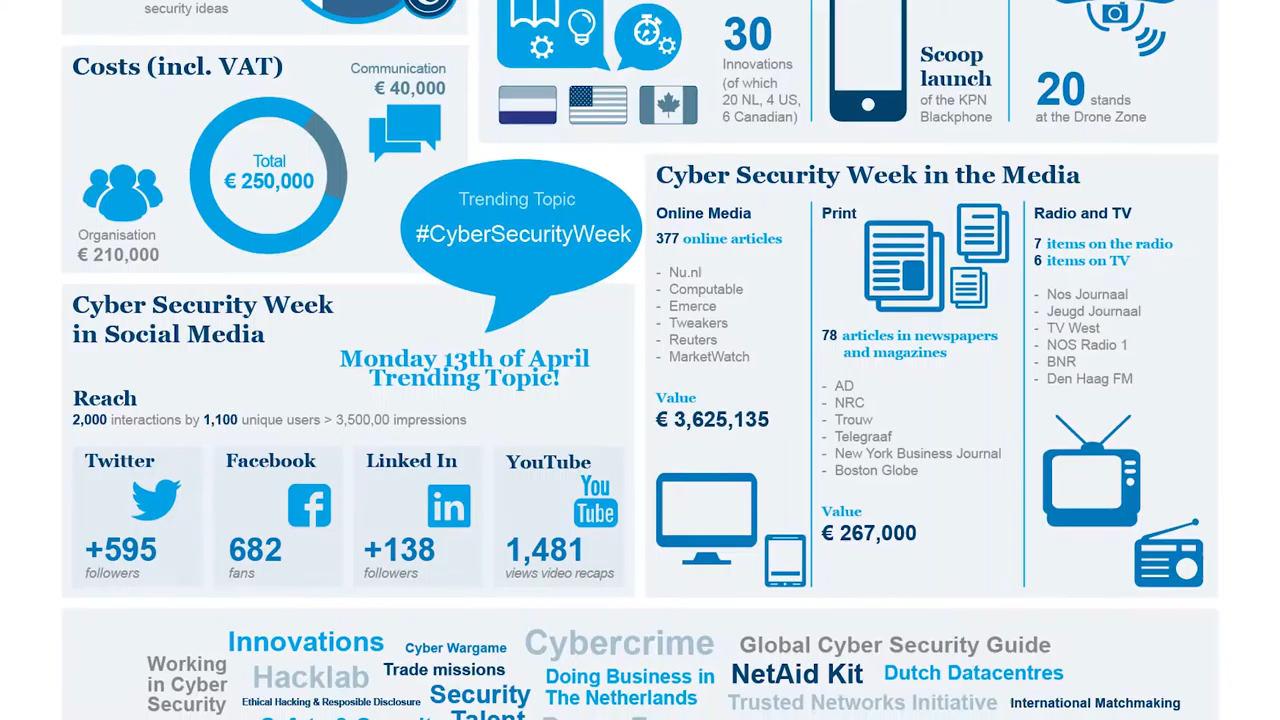 security ideas
Costs (incl. VAT)
Communication
€ 40,000
Total
€ 250,000
Organisation
€ 210,000
30
Innovations
(of which
20 NL, 4 US,
6 Canadian)
Scoop
launch
of the KPN
Blackphone
20 stands
at the Drone Zone
Trending Topic
#CyberSecurityWeek
Cyber Security Week
in Social Media
Monday 13th of April
Trending Topic!
Reach
2,000 interactions by 1,100 unique users > 3,500,00 impressions
Twitter
+595
followers
Facebook
682
fans
Linked In
in
+138
followers
YouTube
You
Tube
1,481
views video recaps
Cyber Security Week in the Media
Online Media
377 online articles
- Nu.nl
- Computable
- Emerce
- Tweakers
- Reuters
- MarketWatch
Value
€ 3,625,135
Print
78 articles in newspapers
and magazines
- AD
- NRC
- Trouw
- Telegraaf
- New York Business Journal
- Boston Globe
Value
€ 267,000
Radio and TV
7 items on the radio
6 items on TV
- Nos Journaal
- Jeugd Journaal
- TV West
- NOS Radio 1
- BNR
- Den Haag FM
Innovations
Cyber Wargame
Cybercrime
Global Cyber Security Guide
Working
in Cyber
Security
Hacklab
Trade missions
Doing Business in
The Netherlands
NetAid Kit
Dutch Datacentres
Ethical Hacking & Resposible Disclosure
Security
Talent
Trusted Networks Initiative
International Matchmaking